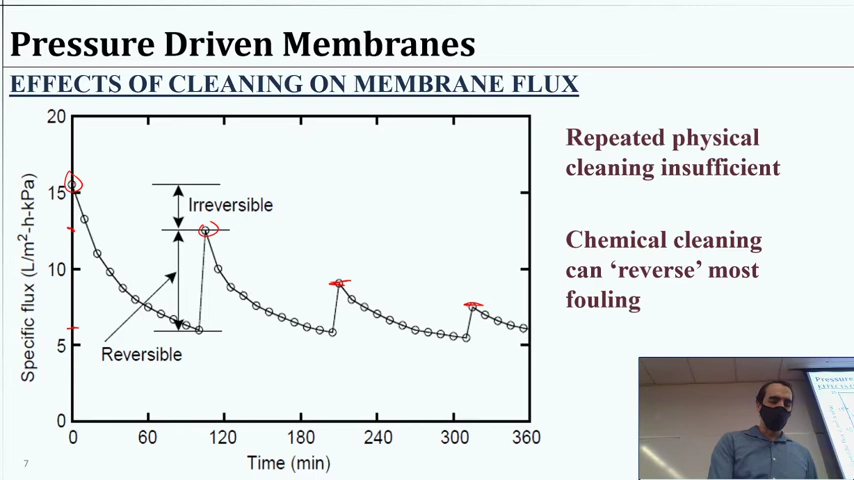 Pressure Driven Membranes
EFFECTS OF CLEANING ON MEMBRANE FLUX
20
15
10
5
0
Specific flux (L/m²-h-kPa)
Irreversible
Reversible
0 60 120 180 240 300 360
Time (min)
Repeated physical
cleaning insufficient
Chemical cleaning
can ‘reverse’ most
fouling
7
Pressure